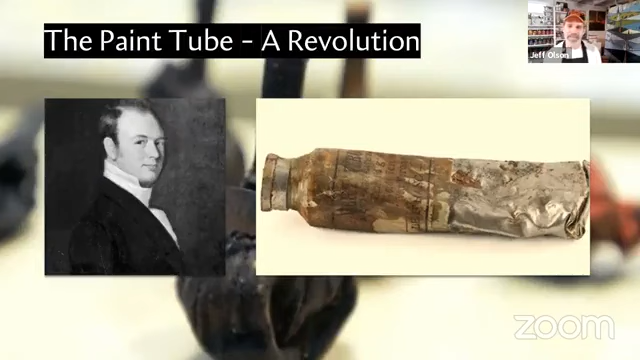 The Paint Tube – A Revolution
Jeff Olson
zoom